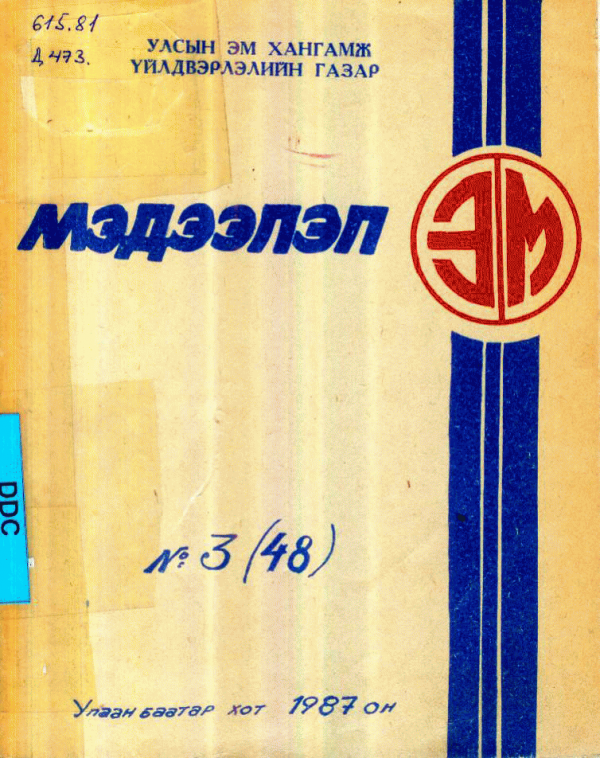 615.81
Д 473.
УЛСЫН ЭМ ХАНГАМЖ
ҮЙЛДВЭРЛЭЛИЙН ГАЗАР
МЭДЭЭЛЭЛ
ЭМ
№ 3 (48)
Улаанбаатар хот 1987 он
DDC